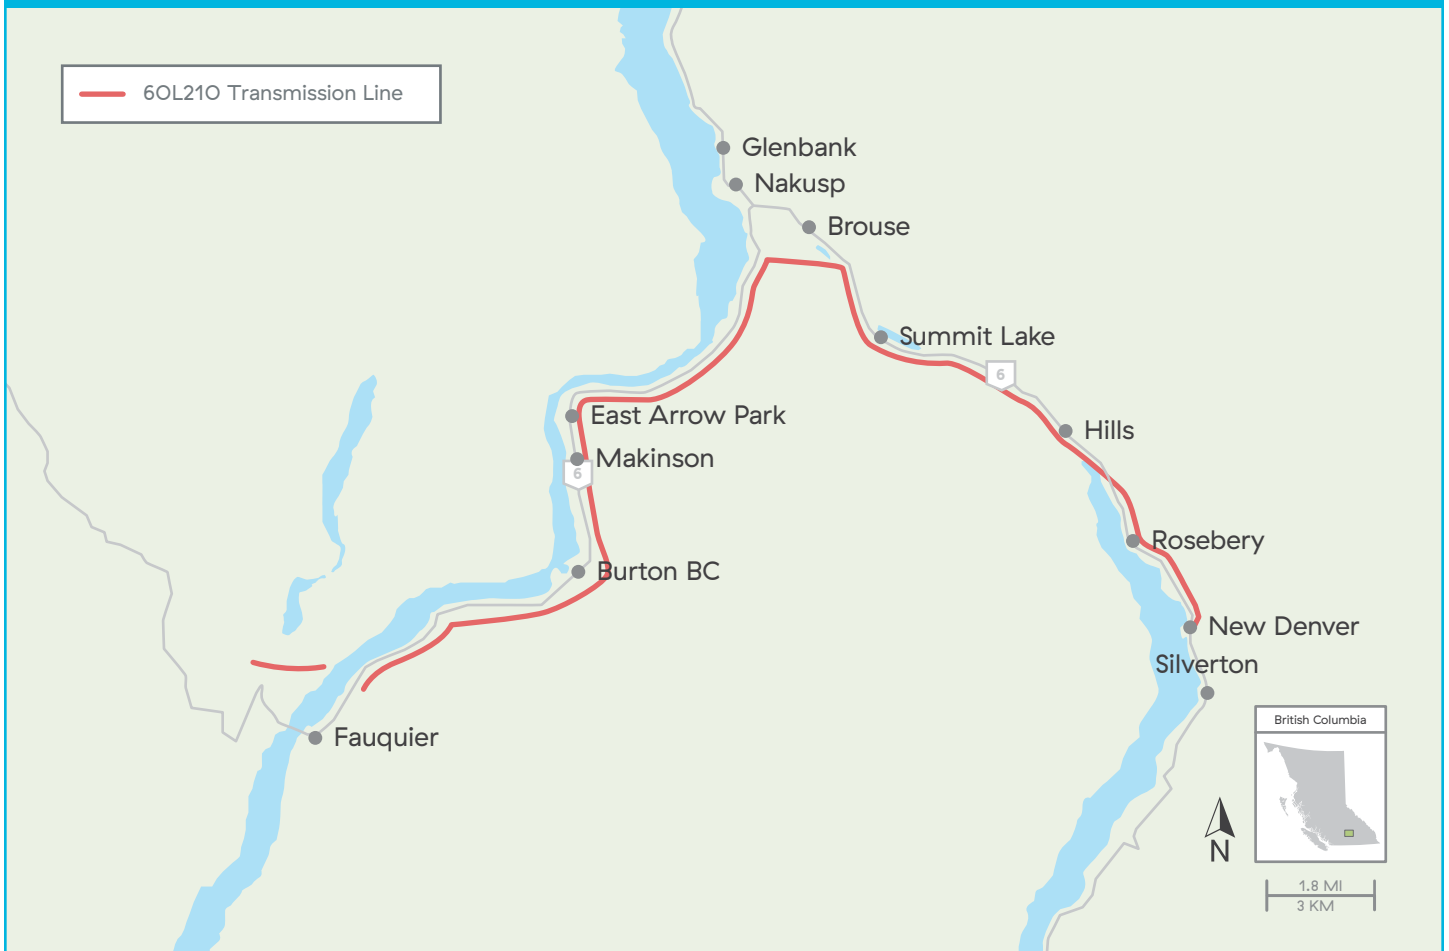 60L210 Transmission Line
Glenbank
Nakusp
Brouse
Summit Lake
6
East Arrow Park
Hills
Makinson
6
Rosebery
Burton BC
New Denver
Silverton
Fauquier
British Columbia
N
1.8 MI
3 KM